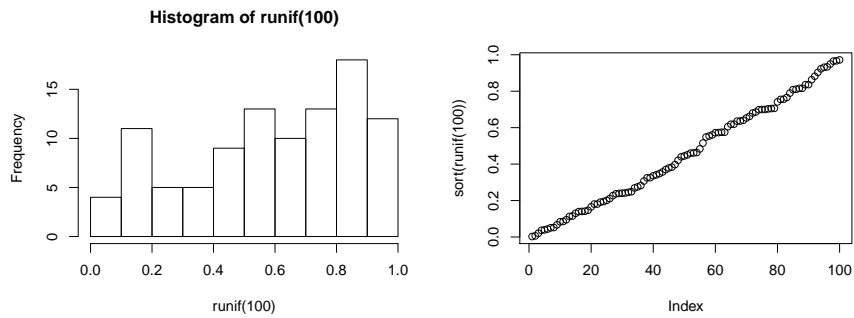 Histogram of runif(100)
Frequency
15
10
5
0
0.0 0.2 0.4 0.6 0.8 1.0
runif(100)
sort(runif(100))
1.0
0.8
0.6
0.4
0.2
0.0
0 20 40 60 80 100
Index